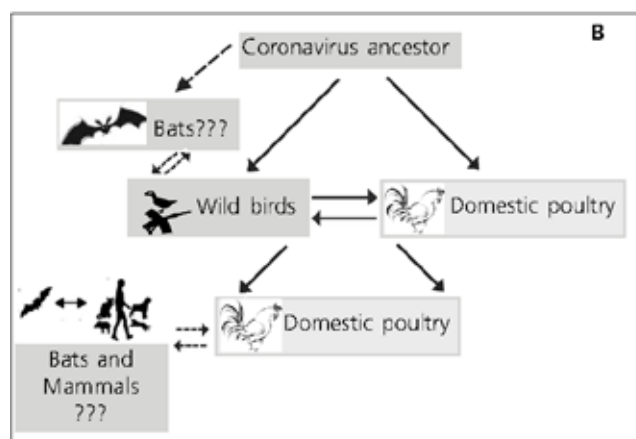 B
Coronavirus ancestor
Bats???
Wild birds
Domestic poultry
Domestic poultry
Bats and
Mammals
???